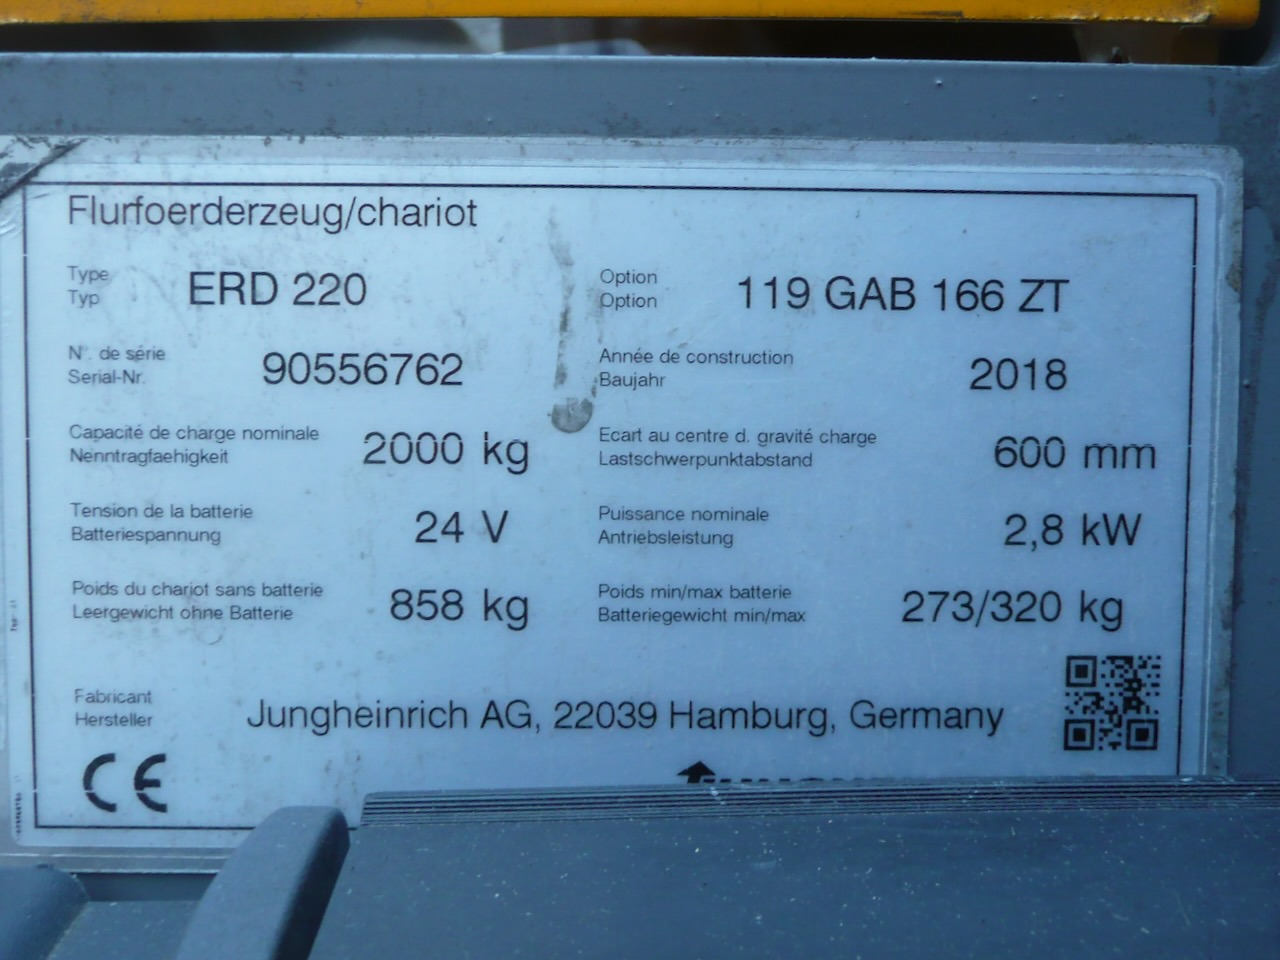 Flurfoerderzeug/chariot
Type
Typ
ERD 220
Option
Option
119 GAB 166 ZT
N°. de série
Serial-Nr.
90556762
Année de construction
Baujahr
2018
Capacité de charge nominale
Nenntragfaehigkeit
2000 kg
Ecart au centre d. gravité charge
Lastschwerpunktabstand
600 mm
Tension de la batterie
Batteriespannung
24 V
Puissance nominale
Antriebsleistung
2,8 kW
Poids du chariot sans batterie
Leergewicht ohne Batterie
858 kg
Poids min/max batterie
Batteriegewicht min/max
273/320 kg
Fabricant
Hersteller
Jungheinrich AG, 22039 Hamburg, Germany
CE